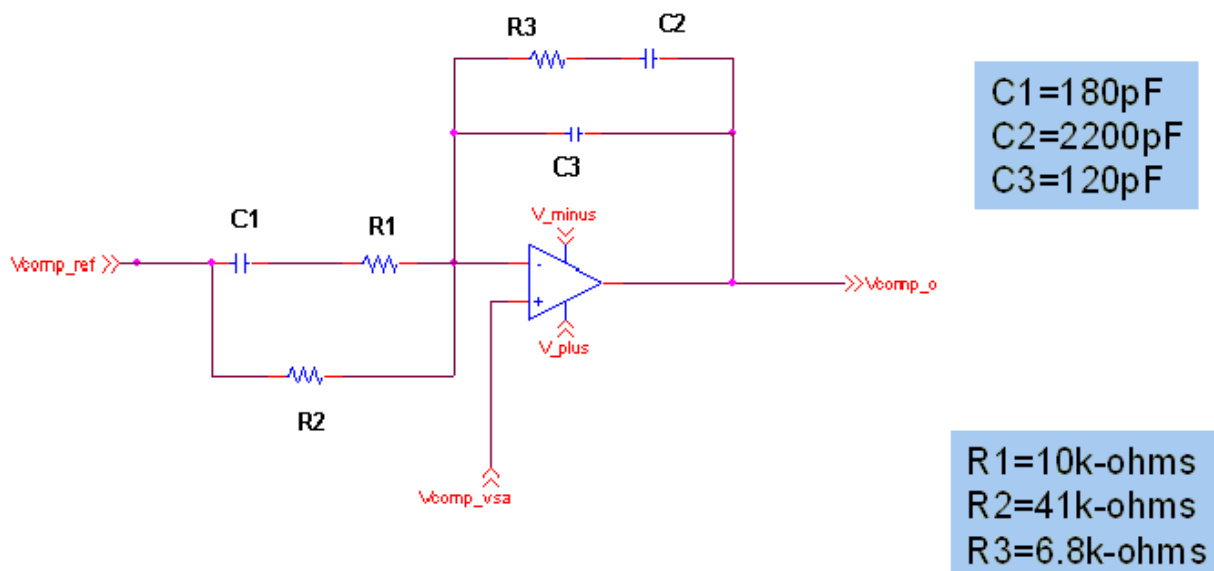 R3
C2
C3
C1=180pF
C2=2200pF
C3=120pF
C1
R1
V_minus
Vcomp_ref
-
+
Vcomp_o
V_plus
R2
Vcomp_vsa
R1=10k-ohms
R2=41k-ohms
R3=6.8k-ohms